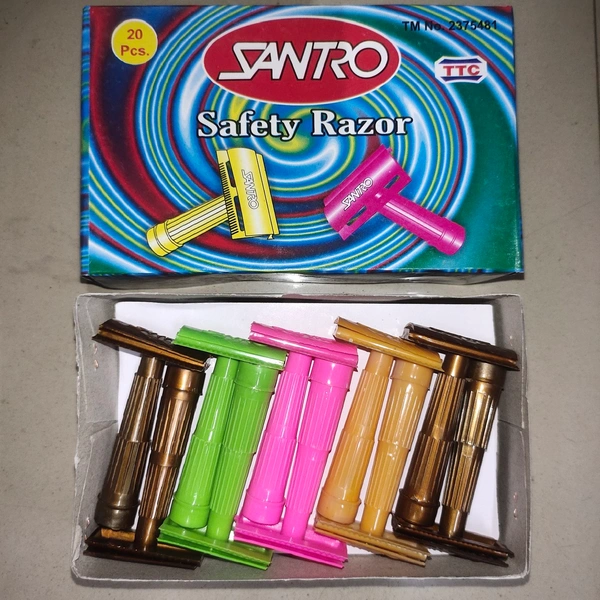 20
Pcs.
SANTRO
TM No. 2375481
TTC
Safety Razor
SANTRO
SANTRO